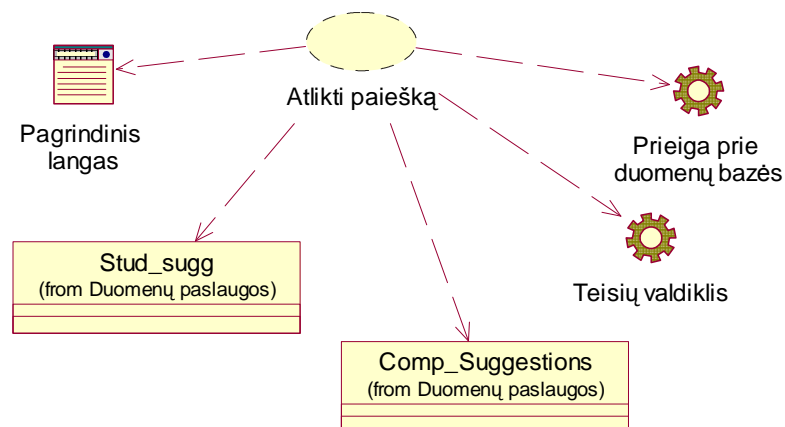 Atlikti paiešką
Pagrindinis
langas
Prieiga prie
duomenų bazės
Stud_sugg
(from Duomenų paslaugos)
Teisių valdiklis
Comp_Suggestions
(from Duomenų paslaugos)